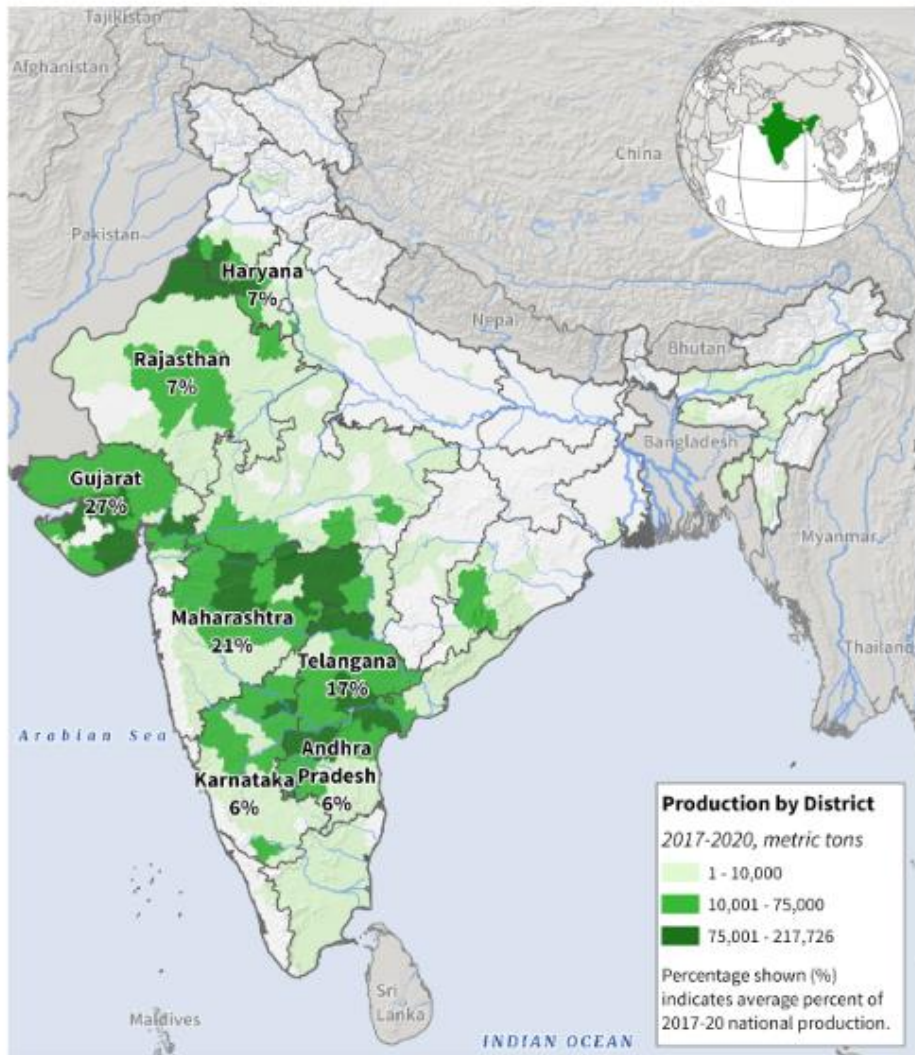 Tajikistan
Afghanistan
China
Pakistan
Haryana
7%
Nepal
Bhutan
Rajasthan
7%
Bangladesh
Gujarat
27%
Myanmar
Maharashtra
21%
Thailand
Telangana
17%
Arabian Sea
Andhra
Pradesh
6%
Karnataka
6%
Production by District
2017-2020, metric tons
1 - 10,000
10,001 - 75,000
75,001 - 217,726
Percentage shown (%)
indicates average percent of
2017-20 national production.
Sri
Lanka
Maldives
INDIAN OCEAN